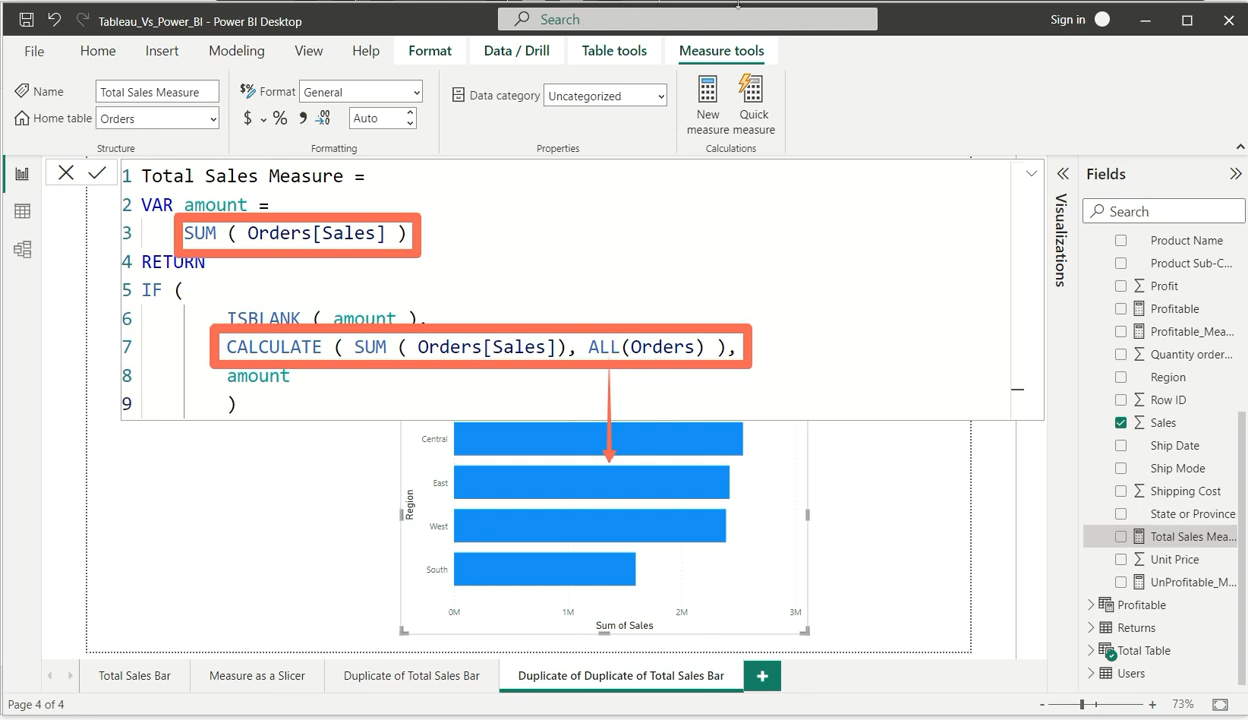 Tableau_Vs_Power_BI - Power BI Desktop
Search
Sign in
File Home Insert Modeling View Help Format Data / Drill Table tools Measure tools
Name Total Sales Measure
Home table Orders
Structure
$% Format General
$ % Auto
Formatting
Data category Uncategorized
Properties
New measure
Quick measure
Calculations
1 Total Sales Measure =
2 VAR amount =
3 SUM ( Orders[Sales] )
4 RETURN
5 IF (
6 ISBLANK ( amount ),
7 CALCULATE ( SUM ( Orders[Sales]), ALL(Orders) ),
8 amount
9 )
Region
Central
East
West
South
0M 1M 2M 3M
Sum of Sales
Visualizations
Fields
Search
Product Name
Product Sub-C...
Profit
Profitable
Profitable_Mea...
Quantity order...
Region
Row ID
Sales
Ship Date
Ship Mode
Shipping Cost
State or Province
Total Sales Mea...
Unit Price
UnProfitable_M...
Profitable
Returns
Total Table
Users
Total Sales Bar
Measure as a Slicer
Duplicate of Total Sales Bar
Duplicate of Duplicate of Total Sales Bar
Page 4 of 4
- + 73%